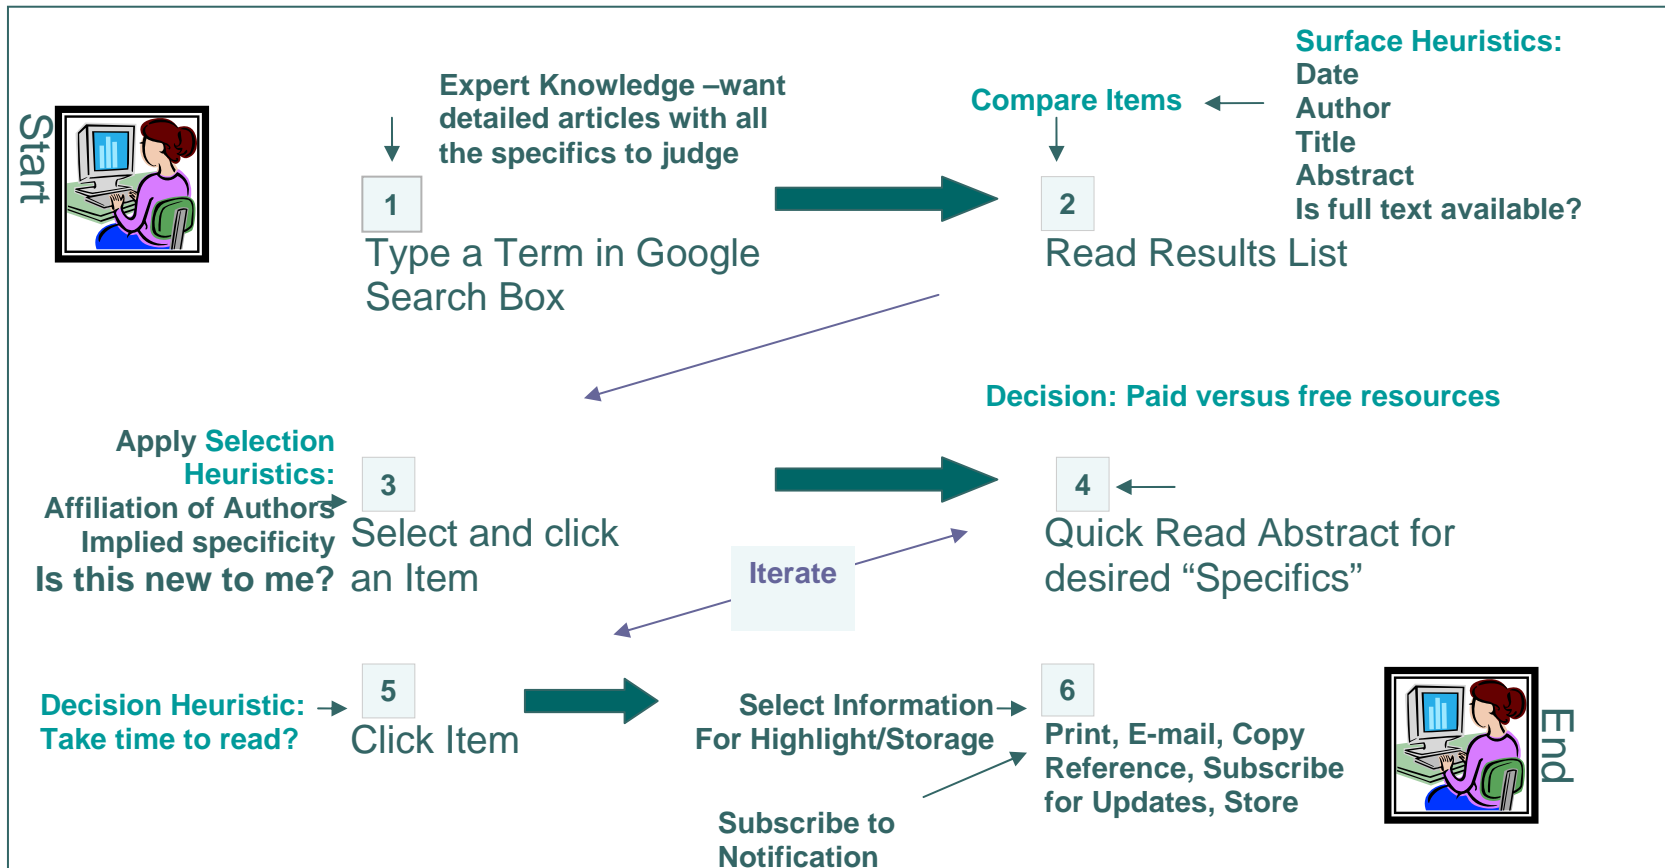 Start
Expert Knowledge –want
detailed articles with all
the specifics to judge
1
Type a Term in Google
Search Box
Compare Items
Surface Heuristics:
Date
Author
Title
Abstract
Is full text available?
2
Read Results List
Apply Selection
Heuristics:
Affiliation of Authors
Implied specificity
Is this new to me?
3
Select and click
an Item
Decision: Paid versus free resources
4
Quick Read Abstract for
desired “Specifics”
Iterate
Decision Heuristic:
Take time to read?
5
Click Item
Select Information
For Highlight/Storage
Subscribe to
Notification
6
Print, E-mail, Copy
Reference, Subscribe
for Updates, Store
End